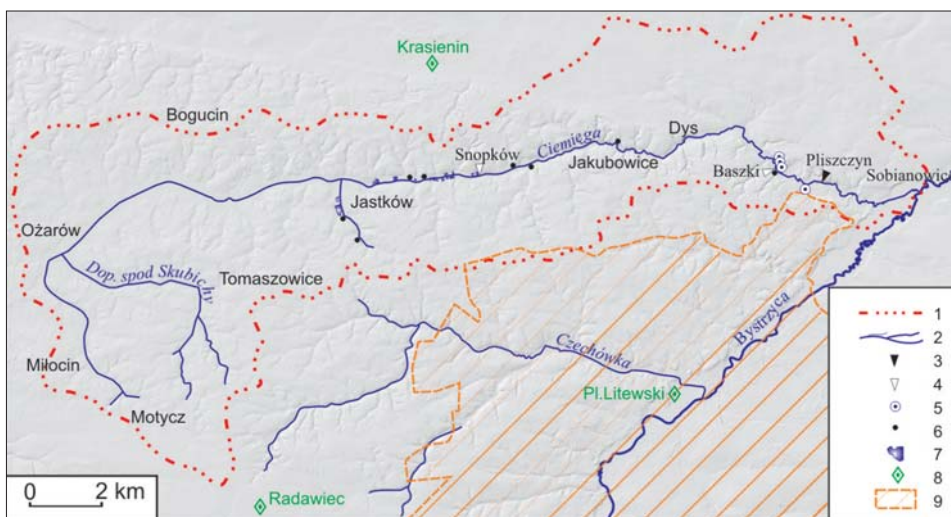 Krasienin
Bogucin
Dys
Snopków
Ciemięga
Jakubowice
Pliszczyn
Baszki
Sobianowice
Jastków
Ożarów
Dop. spod Skubichy
Tomaszowice
Bystrzyca
Czechówka
Miłocin
Pl.Litewski
Motycz
Radawiec
0 2 km
1
2
3
4
5
6
7
8
9